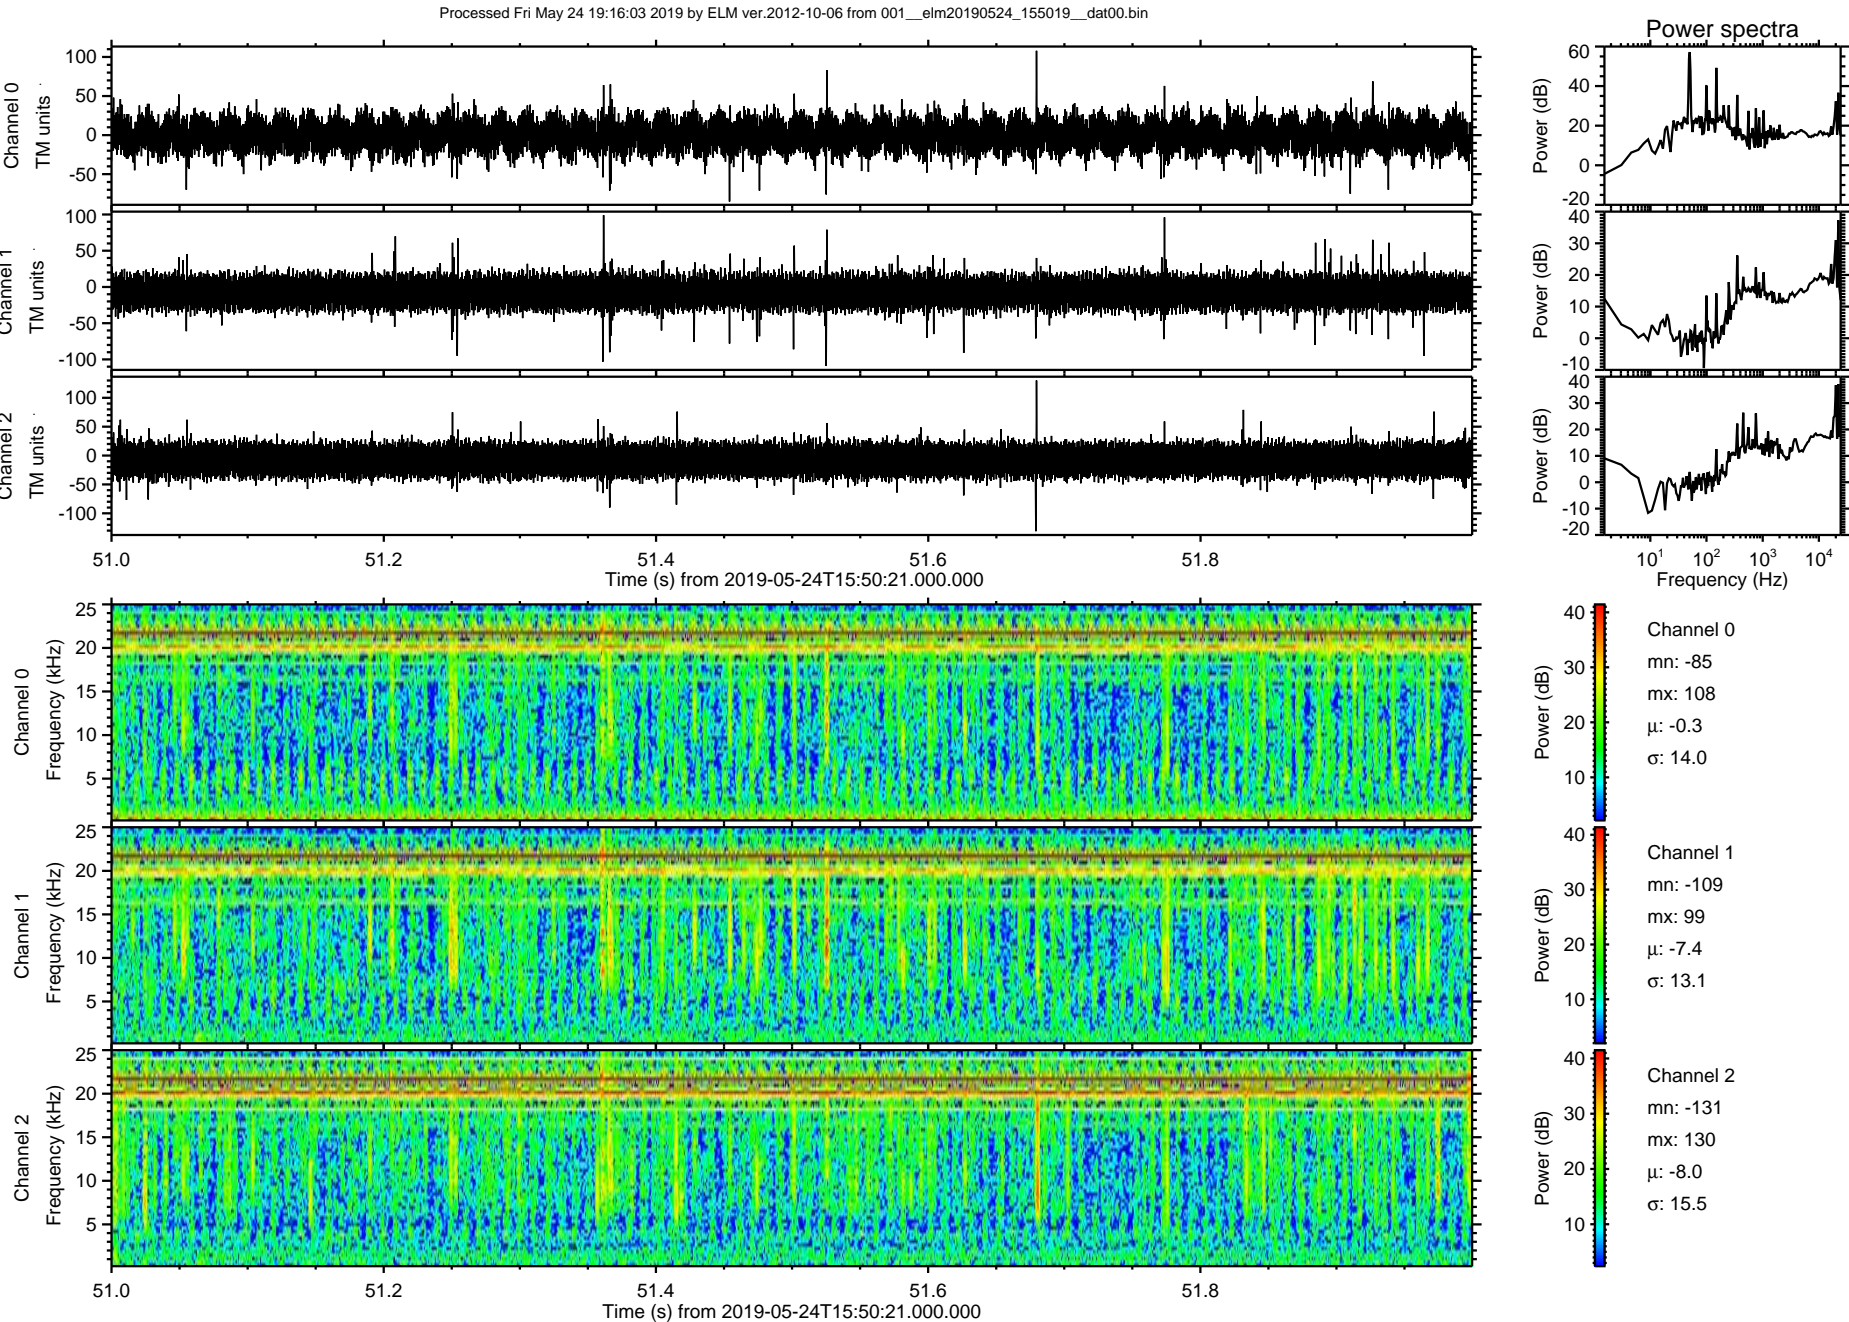 Processed Fri May 24 19:16:03 2019 by ELM ver.2012-10-06 from 001__elm20190524_155019__dat00.bin
Power spectra
Channel 0
TM units
100
50
0
-50
Power (dB)
60
40
20
0
-20
Channel 1
TM units
100
50
0
-50
-100
Power (dB)
40
30
20
10
0
-10
Channel 2
TM units
100
50
0
-50
-100
Power (dB)
40
30
20
10
0
-10
-20
51.0 51.2 51.4 51.6 51.8
Time (s) from 2019-05-24T15:50:21.000.000
10^1 10^2 10^3 10^4
Frequency (Hz)
Channel 0
Frequency (kHz)
25
20
15
10
5
Power (dB)
40
30
20
10
Channel 0
mn: -85
mx: 108
μ: -0.3
σ: 14.0
Channel 1
Frequency (kHz)
25
20
15
10
5
Power (dB)
40
30
20
10
Channel 1
mn: -109
mx: 99
μ: -7.4
σ: 13.1
Channel 2
Frequency (kHz)
25
20
15
10
5
Power (dB)
40
30
20
10
Channel 2
mn: -131
mx: 130
μ: -8.0
σ: 15.5
51.0 51.2 51.4 51.6 51.8
Time (s) from 2019-05-24T15:50:21.000.000